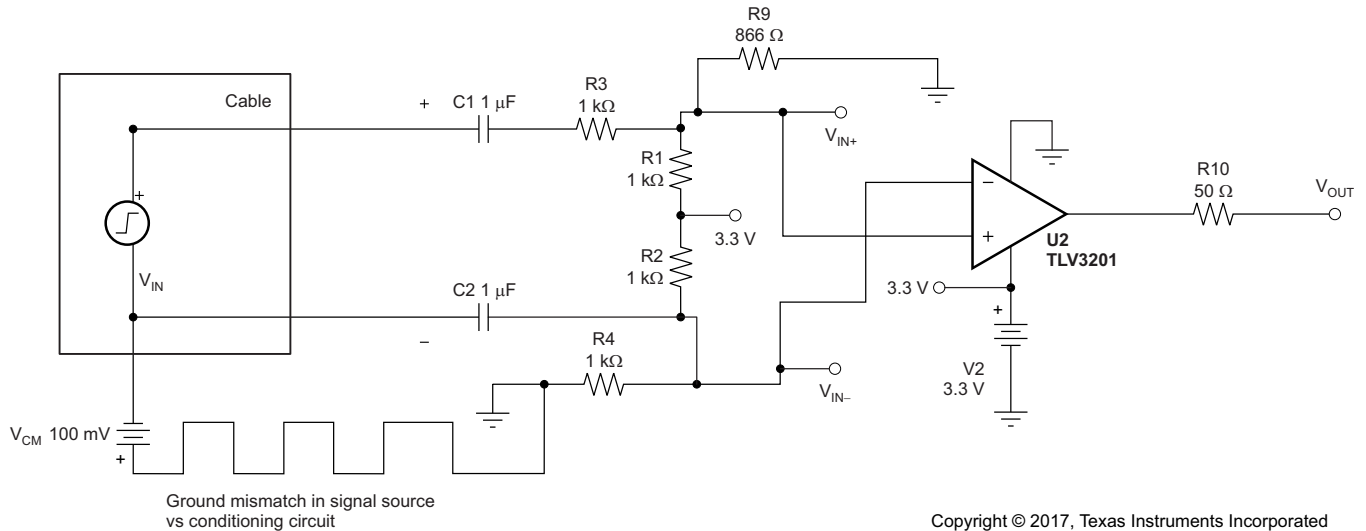 R9
866 Ω
Cable
+
C1 1 μF
R3
1 kΩ
V_IN+
R1
1 kΩ
R10
50 Ω
V_OUT
+
−
+
U2
TLV3201
3.3 V
R2
1 kΩ
V_IN
C2 1 μF
3.3 V
+
−
R4
1 kΩ
V2
3.3 V
V_IN−
V_CM 100 mV
+
Ground mismatch in signal source
vs conditioning circuit
Copyright © 2017, Texas Instruments Incorporated